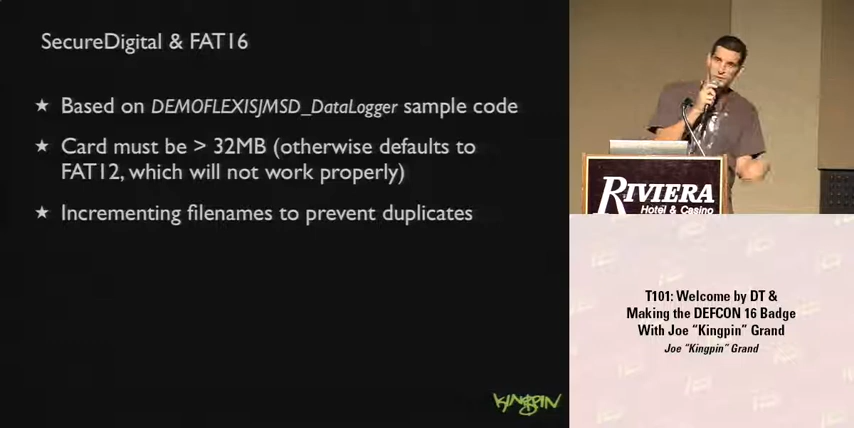 SecureDigital & FAT16
★ Based on DEMOFLEXISJMSD_DataLogger sample code
★ Card must be > 32MB (otherwise defaults to
FAT12, which will not work properly)
★ Incrementing filenames to prevent duplicates
KINGPIN
RIVIERA
Hotel & Casino
T101: Welcome by DT &
Making the DEFCON 16 Badge
With Joe “Kingpin” Grand
Joe “Kingpin” Grand